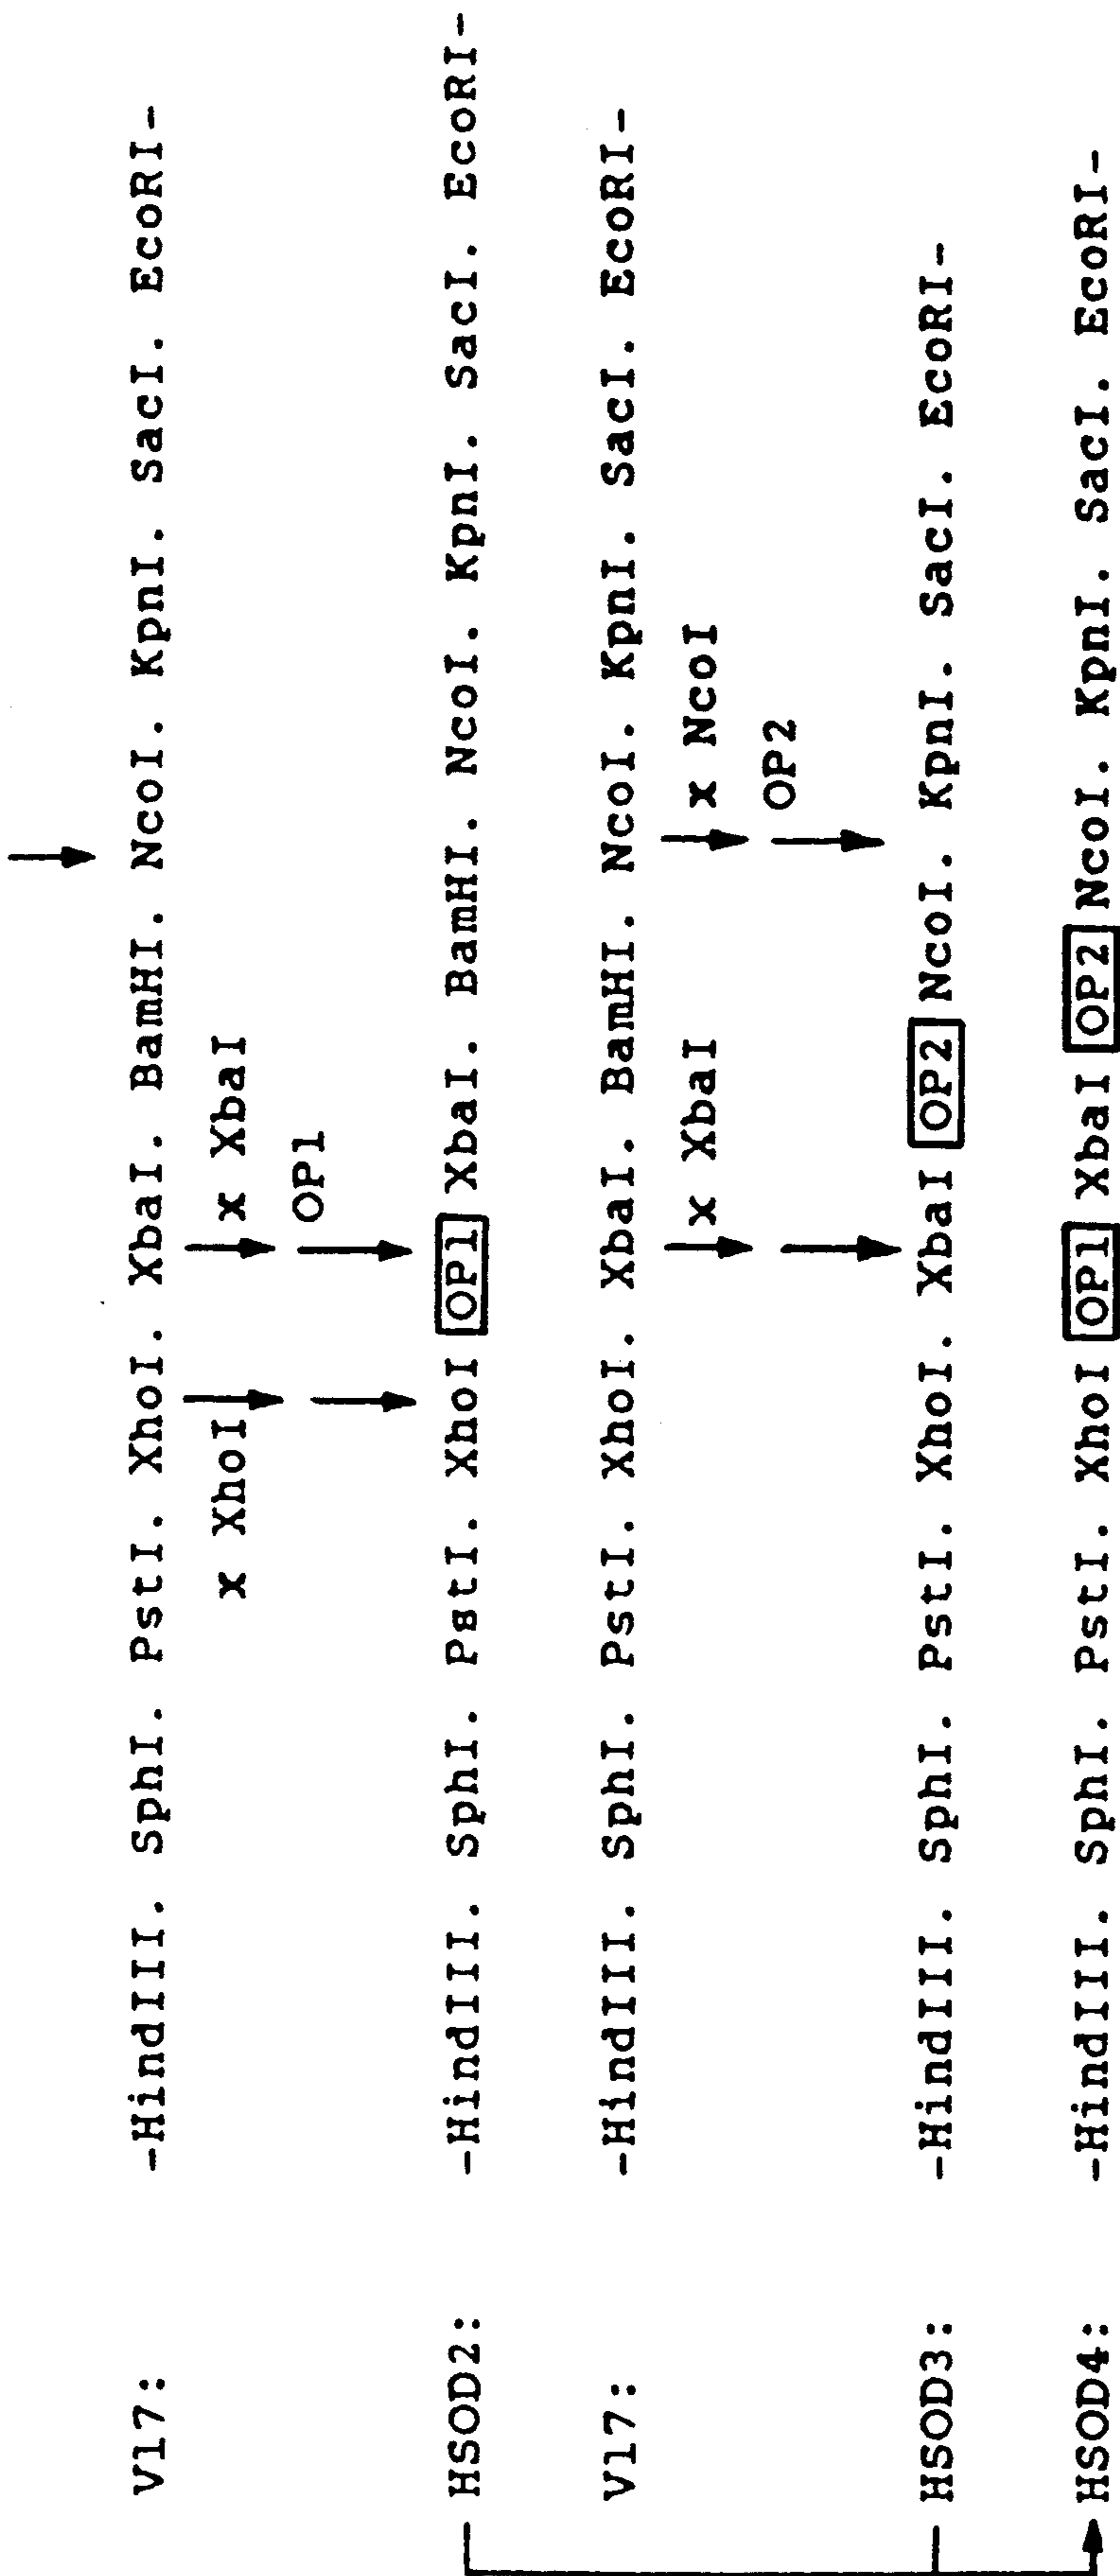 V17: -HindIII. SphI. PstI. XhoI. XbaI. BamHI. NcoI. KpnI. SacI. EcoRI-
x XhoI x XbaI
OP1
HSOD2: -HindIII. SphI. PstI. XhoI OP1 XbaI. BamHI. NcoI. KpnI. SacI. EcoRI-
V17: -HindIII. SphI. PstI. XhoI. XbaI. BamHI. NcoI. KpnI. SacI. EcoRI-
x XbaI x NcoI
OP2
HSOD3: -HindIII. SphI. PstI. XhoI. XbaI OP2 NcoI. KpnI. SacI. EcoRI-
HSOD4: -HindIII. SphI. PstI. XhoI OP1 XbaI OP2 NcoI. KpnI. SacI. EcoRI-